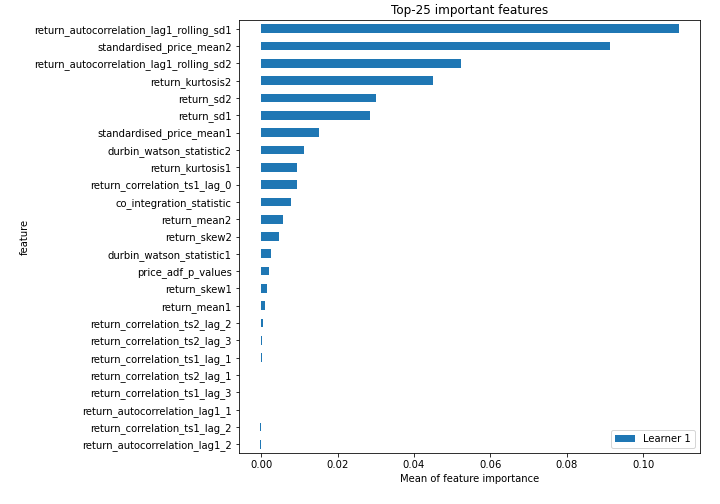 Top-25 important features
return_autocorrelation_lag1_rolling_sd1
standardised_price_mean2
return_autocorrelation_lag1_rolling_sd2
return_kurtosis2
return_sd2
return_sd1
standardised_price_mean1
durbin_watson_statistic2
return_kurtosis1
return_correlation_ts1_lag_0
co_integration_statistic
return_mean2
return_skew2
durbin_watson_statistic1
price_adf_p_values
return_skew1
return_mean1
return_correlation_ts2_lag_2
return_correlation_ts2_lag_3
return_correlation_ts1_lag_1
return_correlation_ts2_lag_1
return_correlation_ts1_lag_3
return_autocorrelation_lag1_1
return_correlation_ts1_lag_2
return_autocorrelation_lag1_2
feature
Learner 1
0.00 0.02 0.04 0.06 0.08 0.10
Mean of feature importance